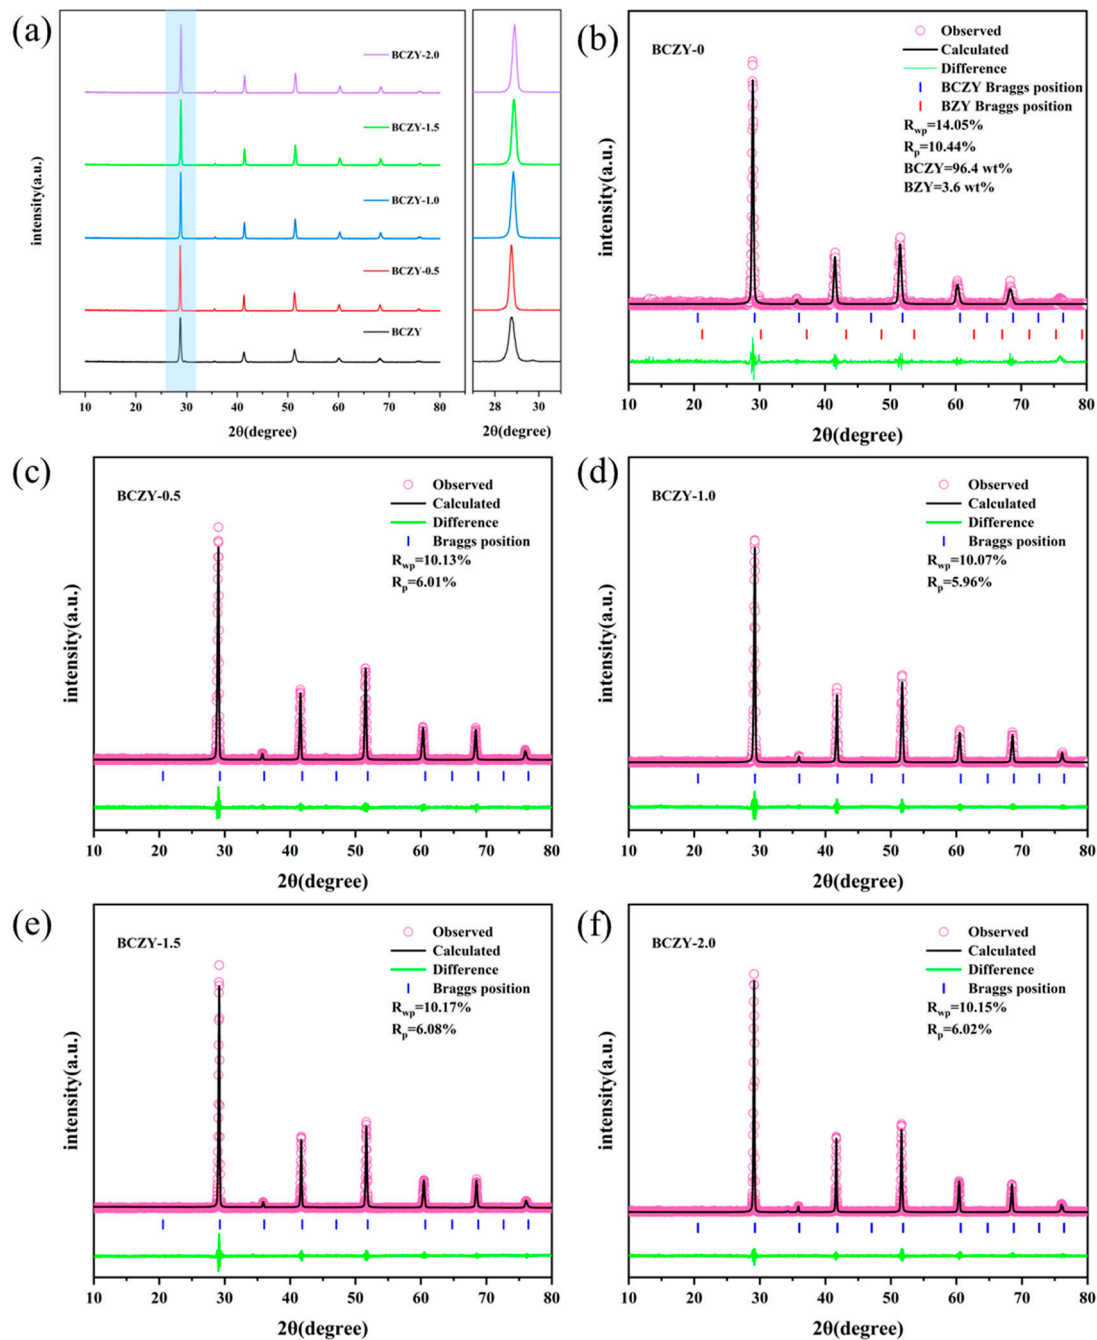 (a)
intensity(a.u.)
BCZY-2.0
BCZY-1.5
BCZY-1.0
BCZY-0.5
BCZY
10 20 30 40 50 60 70 80
2θ(degree)
28 30
2θ(degree)
(b)
BCZY-0
Observed
Calculated
Difference
BCZY Braggs position
BZY Braggs position
Rwp=14.05%
Rp=10.44%
BCZY=96.4 wt%
BZY=3.6 wt%
intensity(a.u.)
10 20 30 40 50 60 70 80
2θ(degree)
(c)
BCZY-0.5
Observed
Calculated
Difference
Braggs position
Rwp=10.13%
Rp=6.01%
intensity(a.u.)
10 20 30 40 50 60 70 80
2θ(degree)
(d)
BCZY-1.0
Observed
Calculated
Difference
Braggs position
Rwp=10.07%
Rp=5.96%
intensity(a.u.)
10 20 30 40 50 60 70 80
2θ(degree)
(e)
BCZY-1.5
Observed
Calculated
Difference
Braggs position
Rwp=10.17%
Rp=6.08%
intensity(a.u.)
10 20 30 40 50 60 70 80
2θ(degree)
(f)
BCZY-2.0
Observed
Calculated
Difference
Braggs position
Rwp=10.15%
Rp=6.02%
intensity(a.u.)
10 20 30 40 50 60 70 80
2θ(degree)